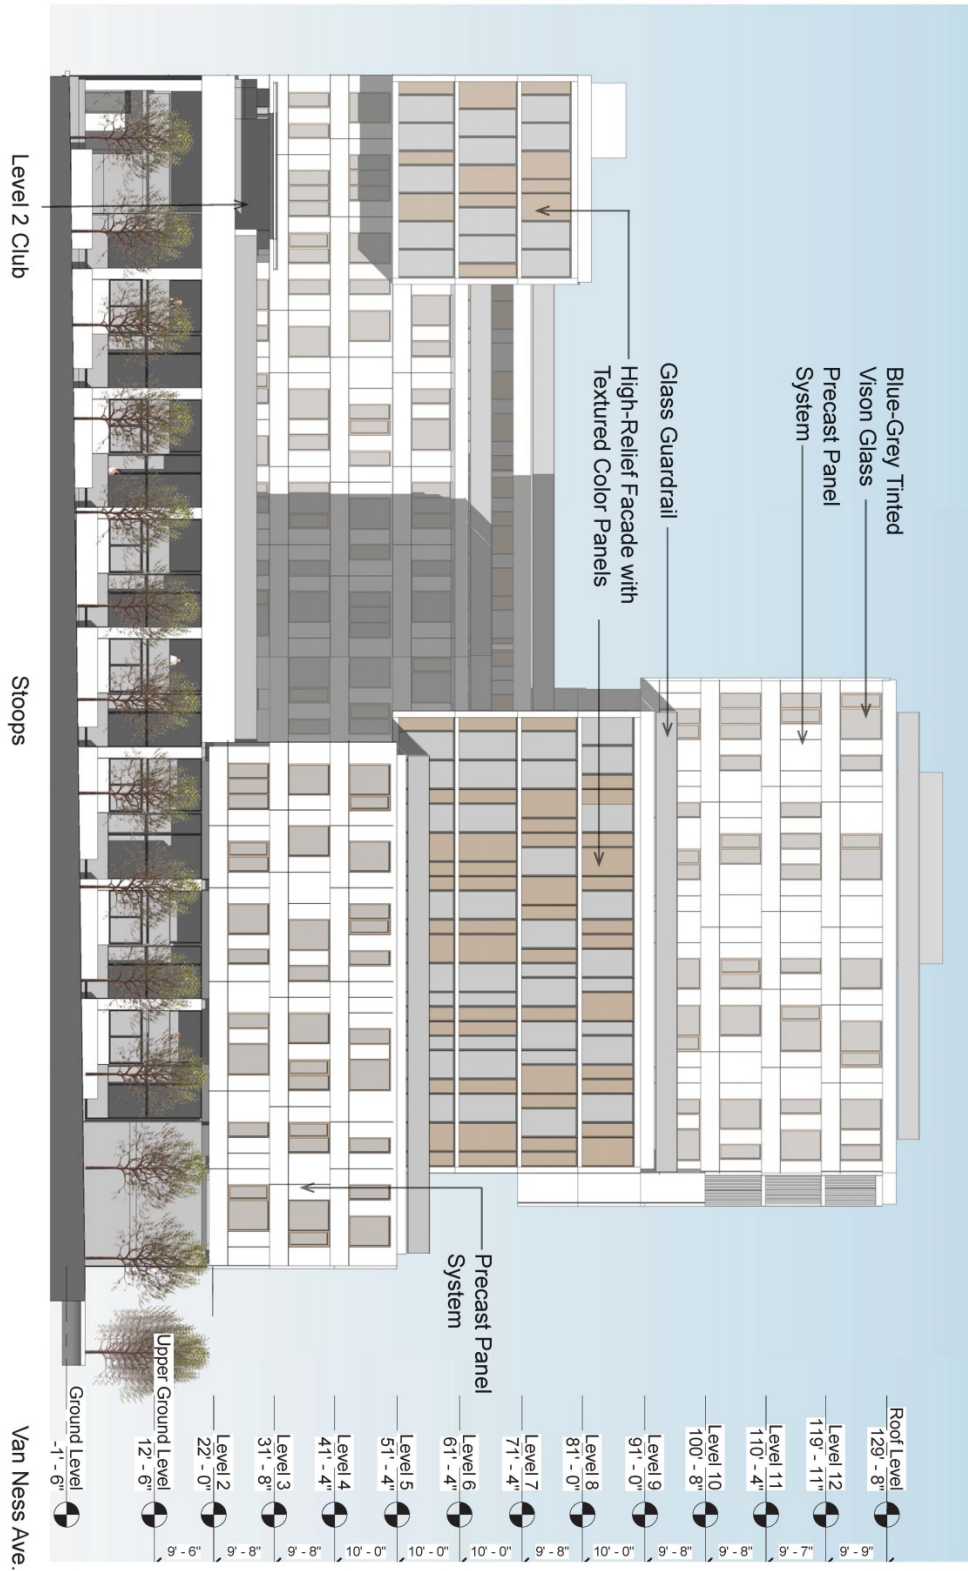 Blue-Grey Tinted
Vison Glass
Precast Panel
System
Glass Guardrail
High-Relief Facade with
Textured Color Panels
Precast Panel
System
Level 2 Club
Stoops
Van Ness Ave.
Roof Level
129' - 8"
9' - 9"
Level 12
119' - 11"
9' - 7"
Level 11
110' - 4"
9' - 8"
Level 10
100' - 8"
9' - 8"
Level 9
91' - 0"
10' - 0"
Level 8
81' - 0"
9' - 8"
Level 7
71' - 4"
10' - 0"
Level 6
61' - 4"
10' - 0"
Level 5
51' - 4"
10' - 0"
Level 4
41' - 4"
9' - 8"
Level 3
31' - 8"
9' - 8"
Level 2
22' - 0"
9' - 6"
Upper Ground Level
12' - 6"
Ground Level
-1' - 6"